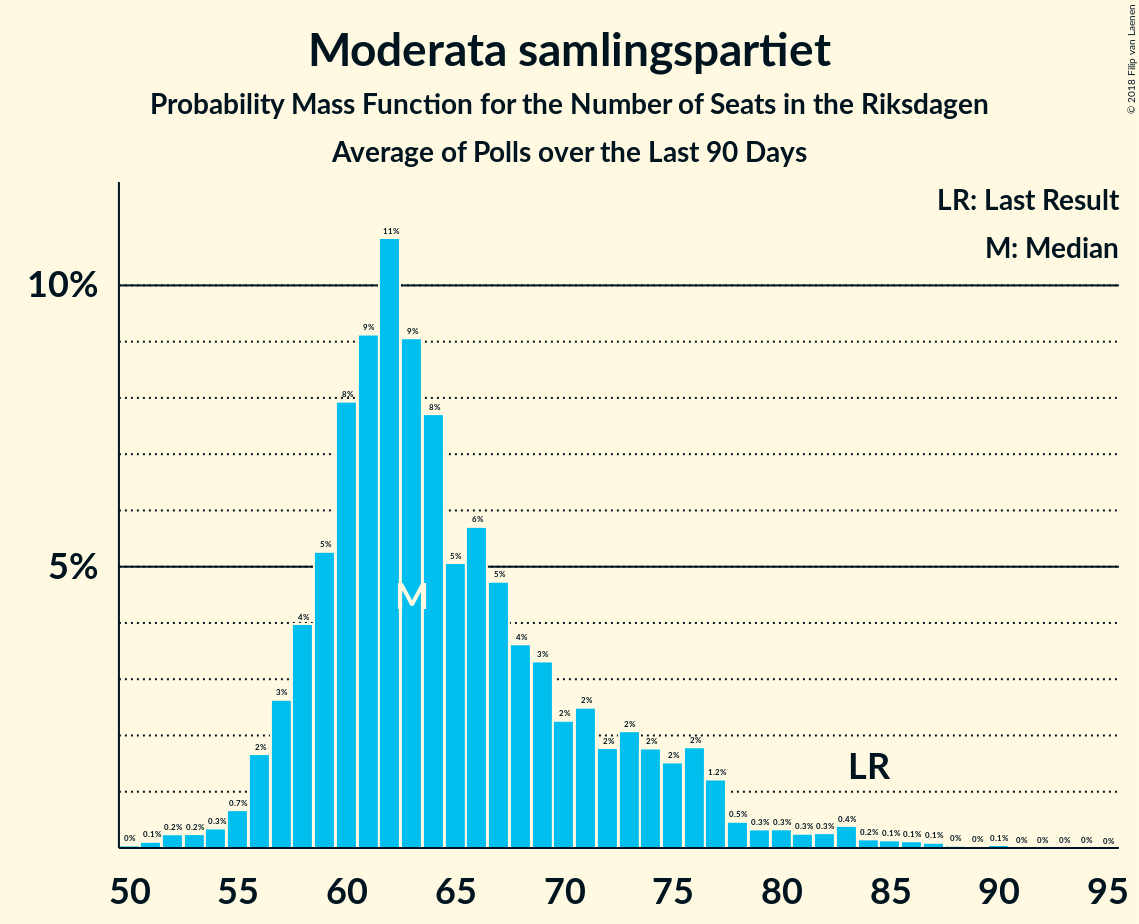 Moderata samlingspartiet
Probability Mass Function for the Number of Seats in the Riksdagen
Average of Polls over the Last 90 Days
© 2018 Filip van Laenen
LR: Last Result
M: Median
10%
5%
0% 0.1% 0.2% 0.2% 0.3% 0.7% 2% 3% 4% 5% 8% 9% 11% 9% 8% 5% 6% 5% 4% 3% 2% 2% 2% 2% 2% 2% 2% 1.2% 0.5% 0.3% 0.3% 0.3% 0.3% 0.4% 0.2% 0.1% 0.1% 0.1% 0% 0% 0.1% 0% 0% 0% 0% 0%
M
LR
50 55 60 65 70 75 80 85 90 95